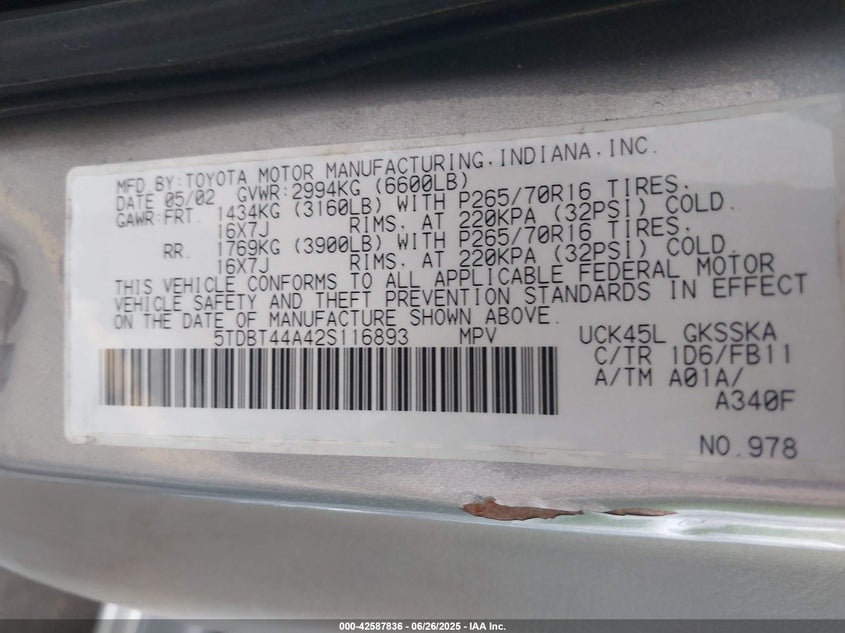 MFD BY:TOYOTA MOTOR MANUFACTURING,INDIANA,INC.
DATE 05/02 GVWR:2994KG (6600LB)
GAWR:FRT. 1434KG (3160LB) WITH P265/70R16 TIRES,
16X7J RIMS, AT 220KPA (32PSI) COLD.
RR. 1769KG (3900LB) WITH P265/70R16 TIRES,
16X7J RIMS, AT 220KPA (32PSI) COLD.
THIS VEHICLE CONFORMS TO ALL APPLICABLE FEDERAL MOTOR
VEHICLE SAFETY AND THEFT PREVENTION STANDARDS IN EFFECT
ON THE DATE OF MANUFACTURE SHOWN ABOVE.
5TDBT44A42S116893 MPV UCK45L GKSSKA
C/TR 1D6/FB11
A/TM A01A/
A340F
NO.978
000-42587836 - 06/26/2025 - IAA Inc.